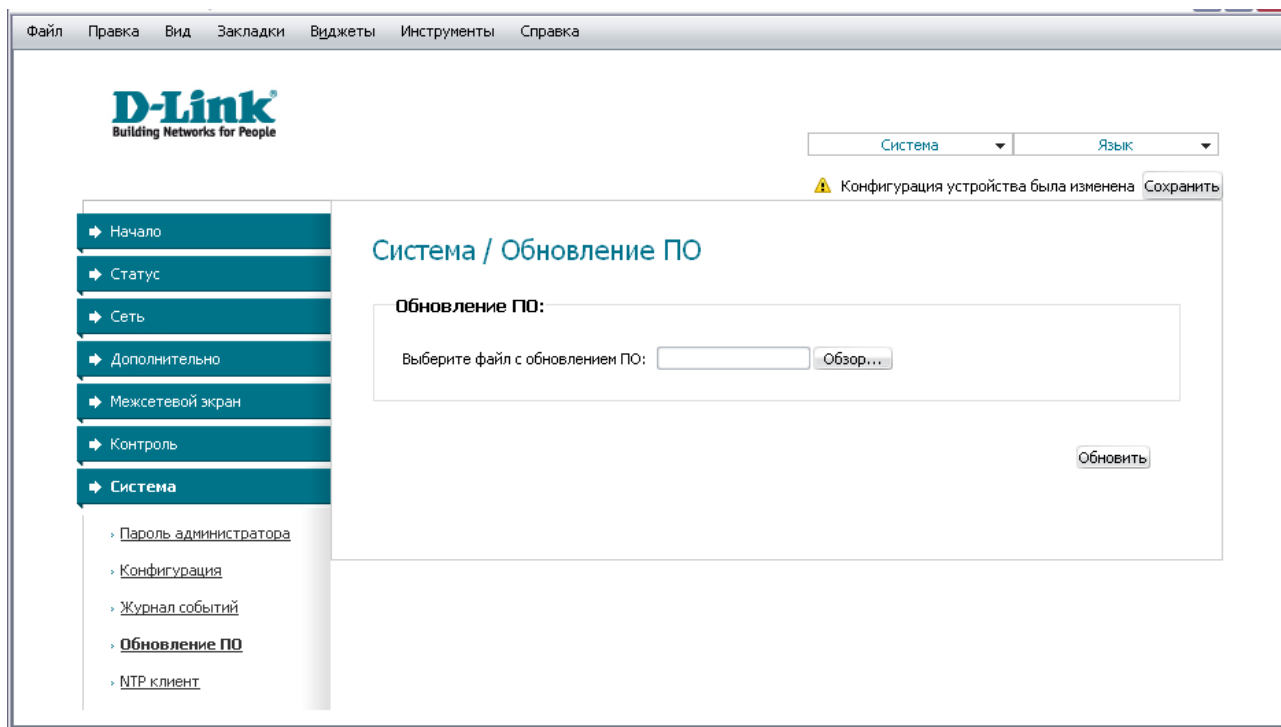 Файл Правка Вид Закладки Виджеты Инструменты Справка
D-Link®
Building Networks for People
Система Язык
Конфигурация устройства была изменена Сохранить
Начало
Статус
Сеть
Дополнительно
Межсетевой экран
Контроль
Система
Пароль администратора
Конфигурация
Журнал событий
Обновление ПО
NTP клиент
Система / Обновление ПО
Обновление ПО:
Выберите файл с обновлением ПО: Обзор...
Обновить